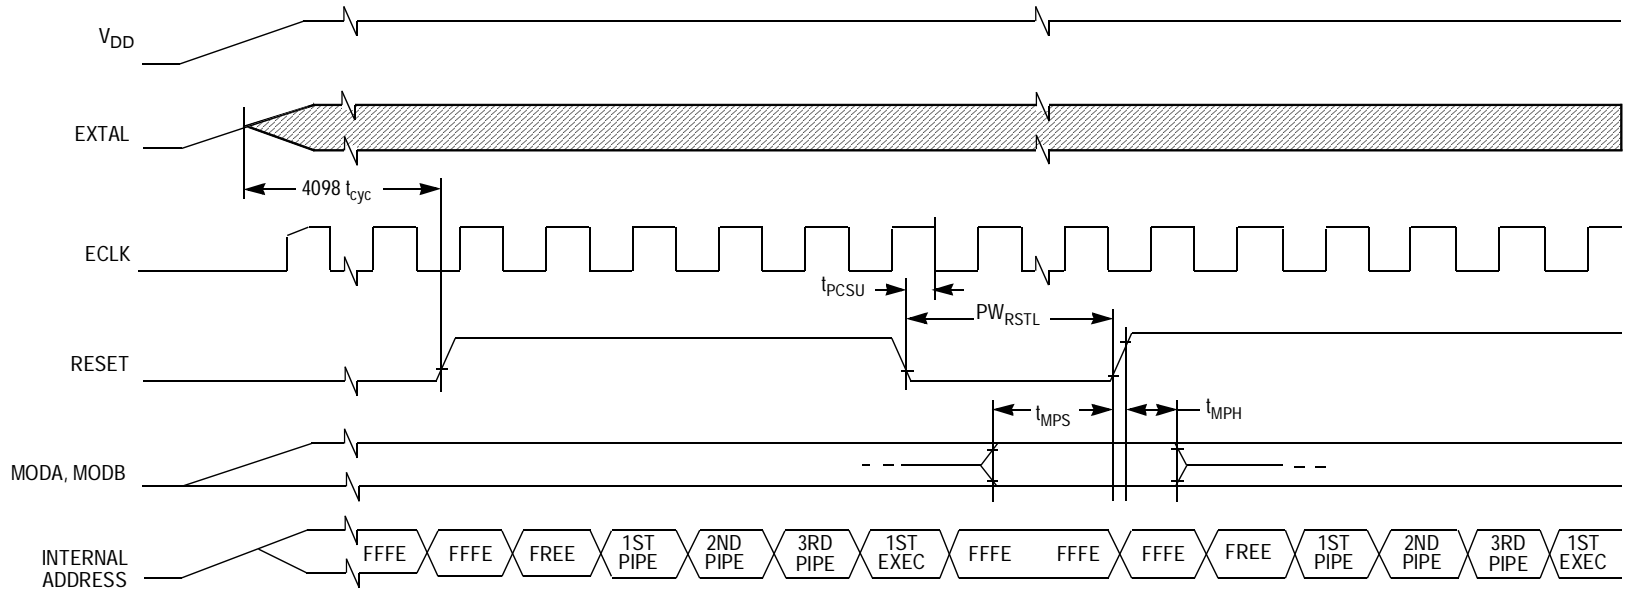 VDD
EXTAL
4098 tcyc
ECLK
tPCSU
PWRSTL
RESET
tMPS
tMPH
MODA, MODB
INTERNAL
ADDRESS
FFFE
FFFE
FREE
1ST
PIPE
2ND
PIPE
3RD
PIPE
1ST
EXEC
FFFE
FFFE
FFFE
FREE
1ST
PIPE
2ND
PIPE
3RD
PIPE
1ST
EXEC